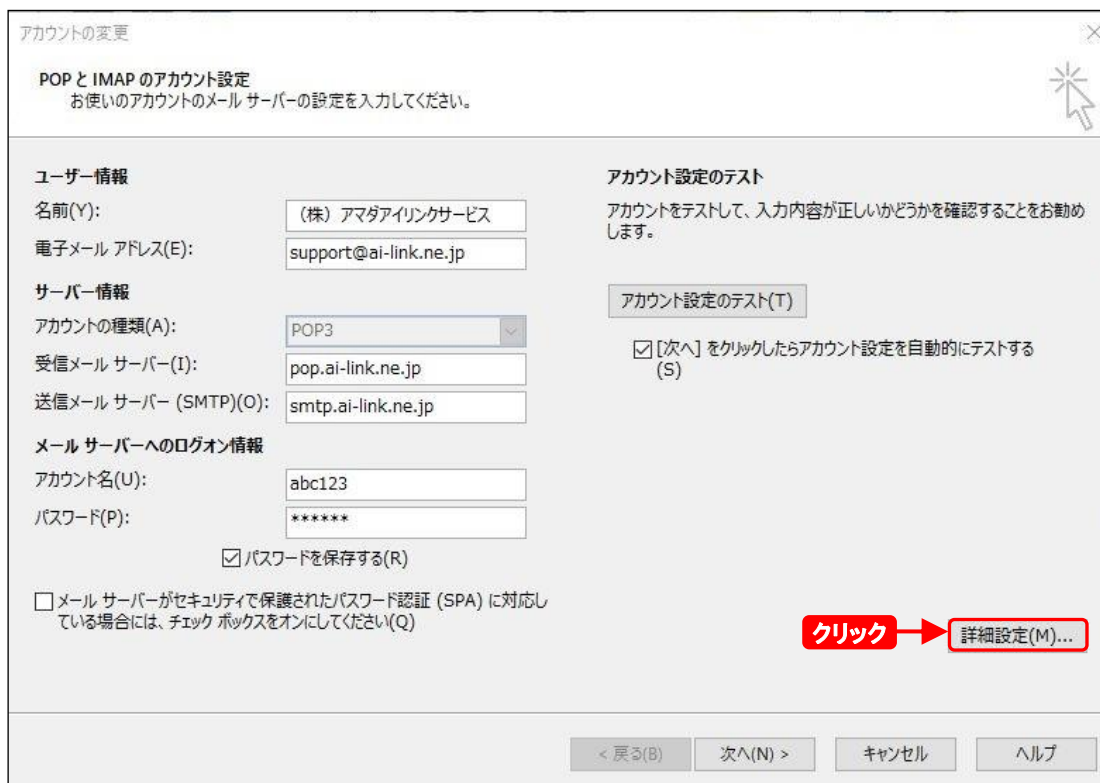 アカウントの変更
POP と IMAP のアカウント設定
お使いのアカウントのメール サーバーの設定を入力してください。
ユーザー情報
名前(Y):
(株) アマダアイリンクサービス
電子メール アドレス(E):
support@ai-link.ne.jp
サーバー情報
アカウントの種類(A):
POP3
受信メール サーバー(I):
pop.ai-link.ne.jp
送信メール サーバー (SMTP)(O):
smtp.ai-link.ne.jp
メール サーバーへのログオン情報
アカウント名(U):
abc123
パスワード(P):
******
パスワードを保存する(R)
メール サーバーがセキュリティで保護されたパスワード認証 (SPA) に対応し
ている場合には、チェック ボックスをオンにしてください(Q)
アカウント設定のテスト
アカウントをテストして、入力内容が正しいかどうかを確認することをお勧め
します。
アカウント設定のテスト(T)
[次へ] をクリックしたらアカウント設定を自動的にテストする
(S)
クリック
詳細設定(M)...
< 戻る(B)
次へ(N) >
キャンセル
ヘルプ